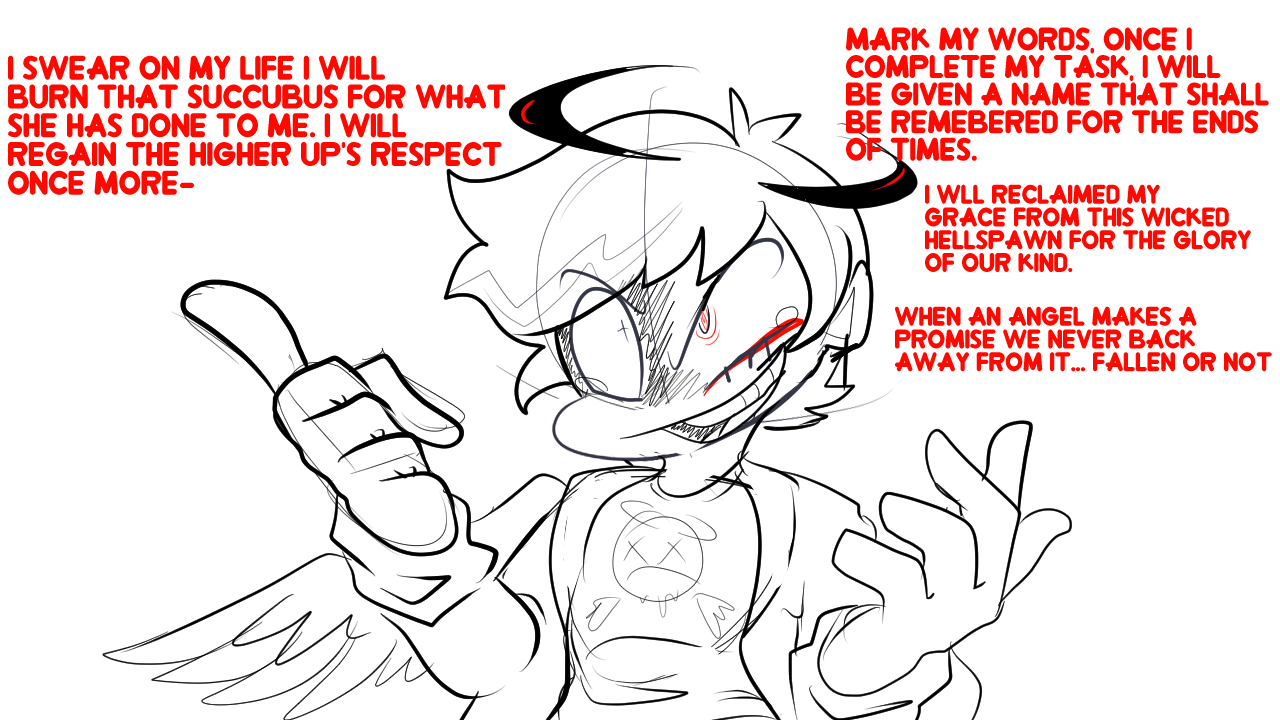 I SWEAR ON MY LIFE I WILL
BURN THAT SUCCUBUS FOR WHAT
SHE HAS DONE TO ME. I WILL
REGAIN THE HIGHER UP'S RESPECT
ONCE MORE-
MARK MY WORDS, ONCE I
COMPLETE MY TASK, I WILL
BE GIVEN A NAME THAT SHALL
BE REMEBERED FOR THE ENDS
OF TIMES.
I WLL RECLAIMED MY
GRACE FROM THIS WICKED
HELLSPAWN FOR THE GLORY
OF OUR KIND.
WHEN AN ANGEL MAKES A
PROMISE WE NEVER BACK
AWAY FROM IT... FALLEN OR NOT